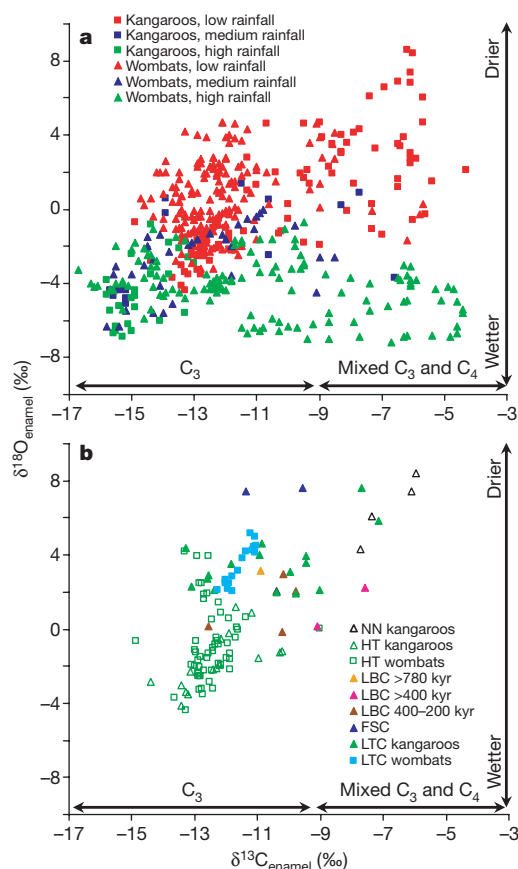 a
Kangaroos, low rainfall
Kangaroos, medium rainfall
Kangaroos, high rainfall
Wombats, low rainfall
Wombats, medium rainfall
Wombats, high rainfall
Drier
Wetter
8
4
0
−4
−8
δ18Oenamel (‰)
C3
Mixed C3 and C4
−17 −15 −13 −11 −9 −7 −5 −3
b
Drier
Wetter
8
4
0
−4
−8
δ18Oenamel (‰)
NN kangaroos
HT kangaroos
HT wombats
LBC >780 kyr
LBC >400 kyr
LBC 400–200 kyr
FSC
LTC kangaroos
LTC wombats
C3
Mixed C3 and C4
−17 −15 −13 −11 −9 −7 −5 −3
δ13Cenamel (‰)